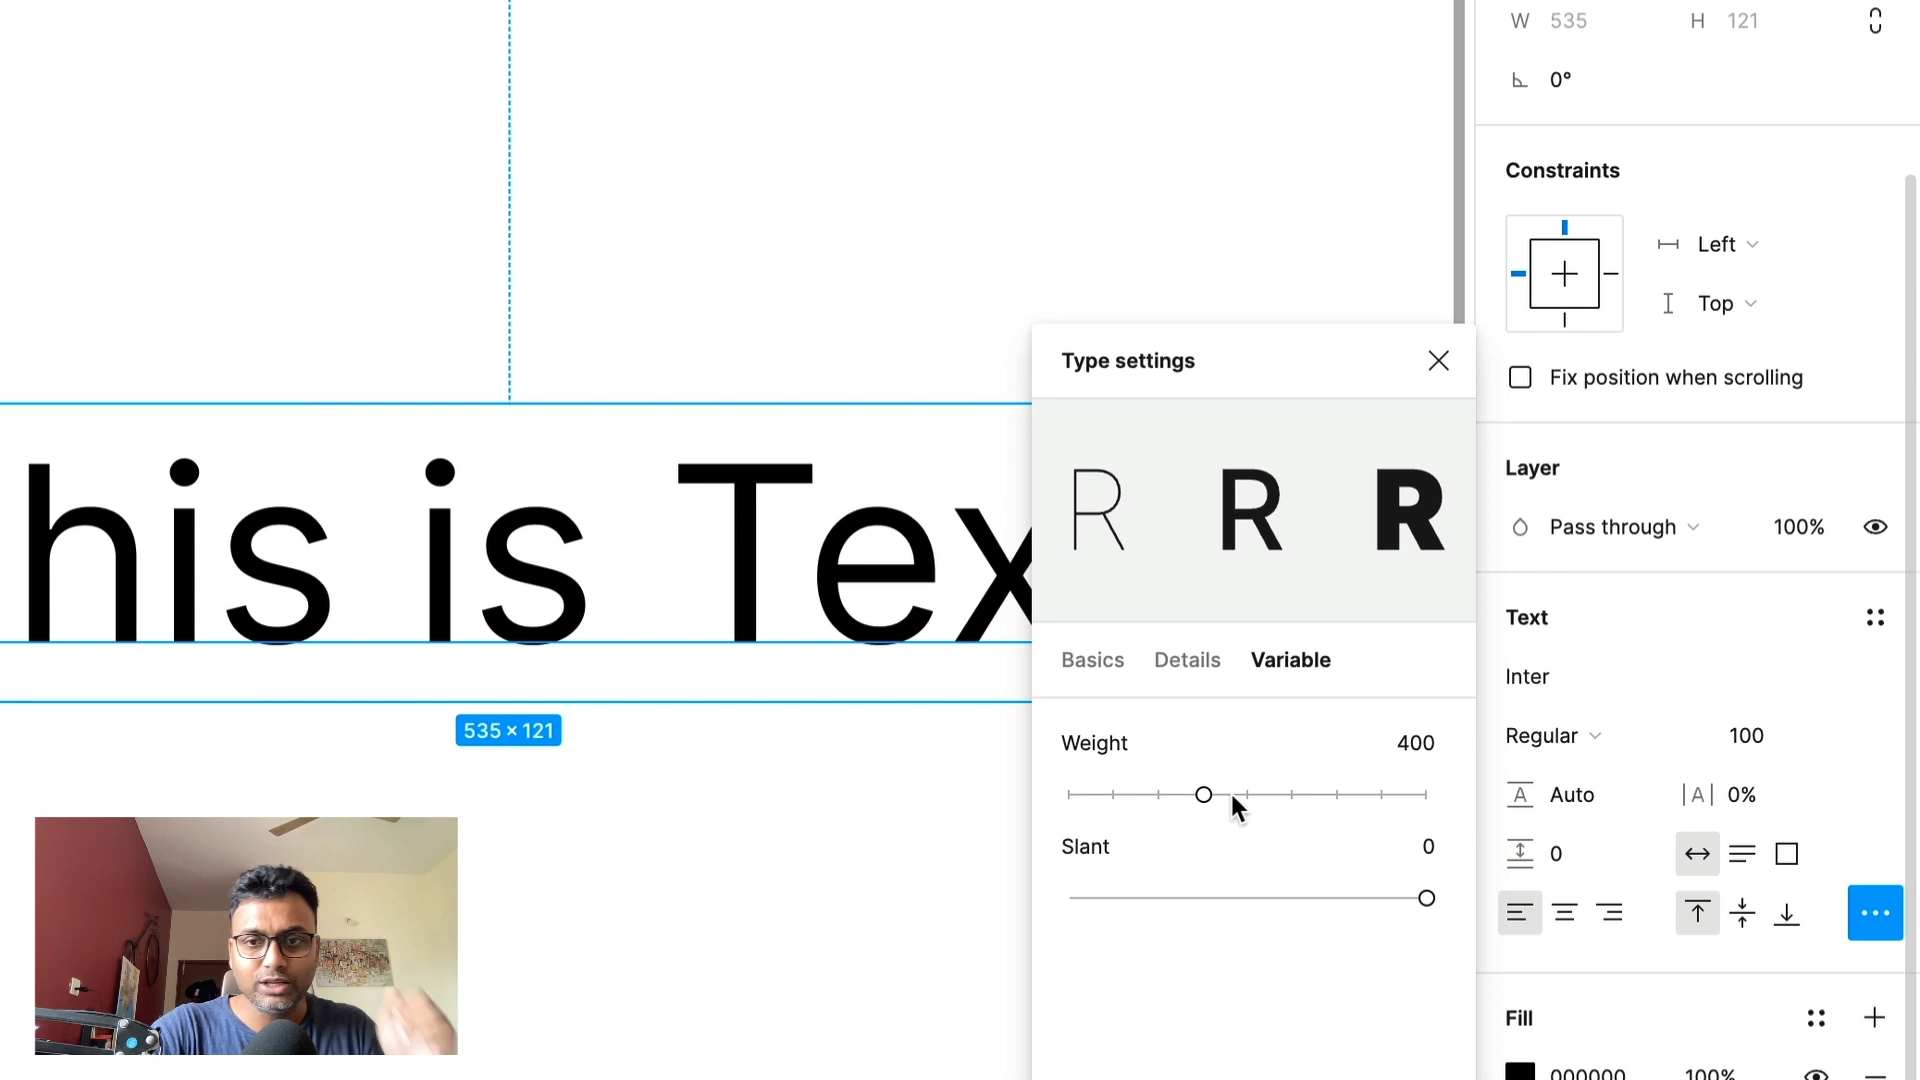 W 535 H 121
0°
Constraints
Left
Top
Fix position when scrolling
Type settings
R R R
his is Tex
Layer
Pass through 100%
Text
Inter
Basics Details Variable
535 × 121
Regular 100
Weight 400
A Auto |A| 0%
Slant 0
0
Fill
000000 100%